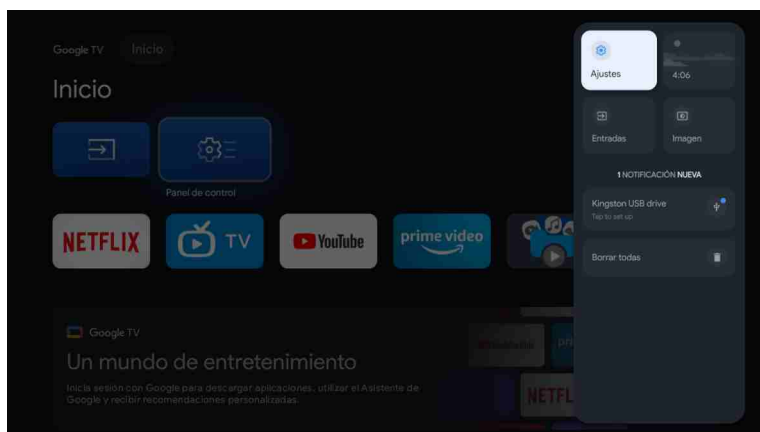 Google TV
Inicio
Inicio
Panel de control
NETFLIX
TV
YouTube
prime video
Google TV
Un mundo de entretenimiento
Inicia sesión con Google para descargar aplicaciones, utilizar el Asistente de
Google y recibir recomendaciones personalizadas.
NETFL
Ajustes
4:06
Entradas
Imagen
1 NOTIFICACIÓN NUEVA
Kingston USB drive
Tap to set up
Borrar todas